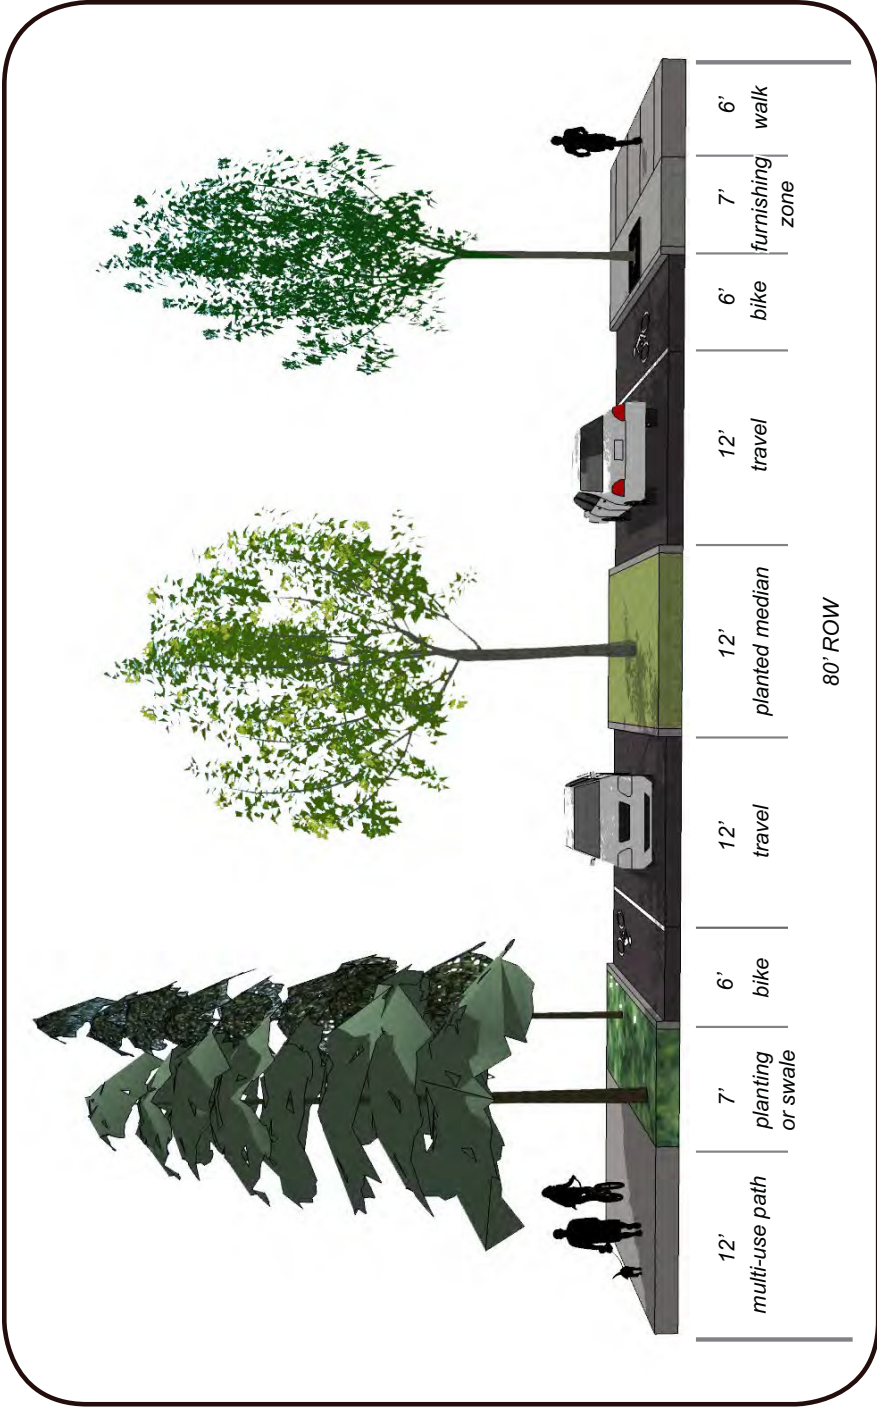 12'
multi-use path
7'
planting
or swale
6'
bike
12'
travel
12'
planted median
12'
travel
6'
bike
7'
furnishing
zone
6'
walk
80' ROW